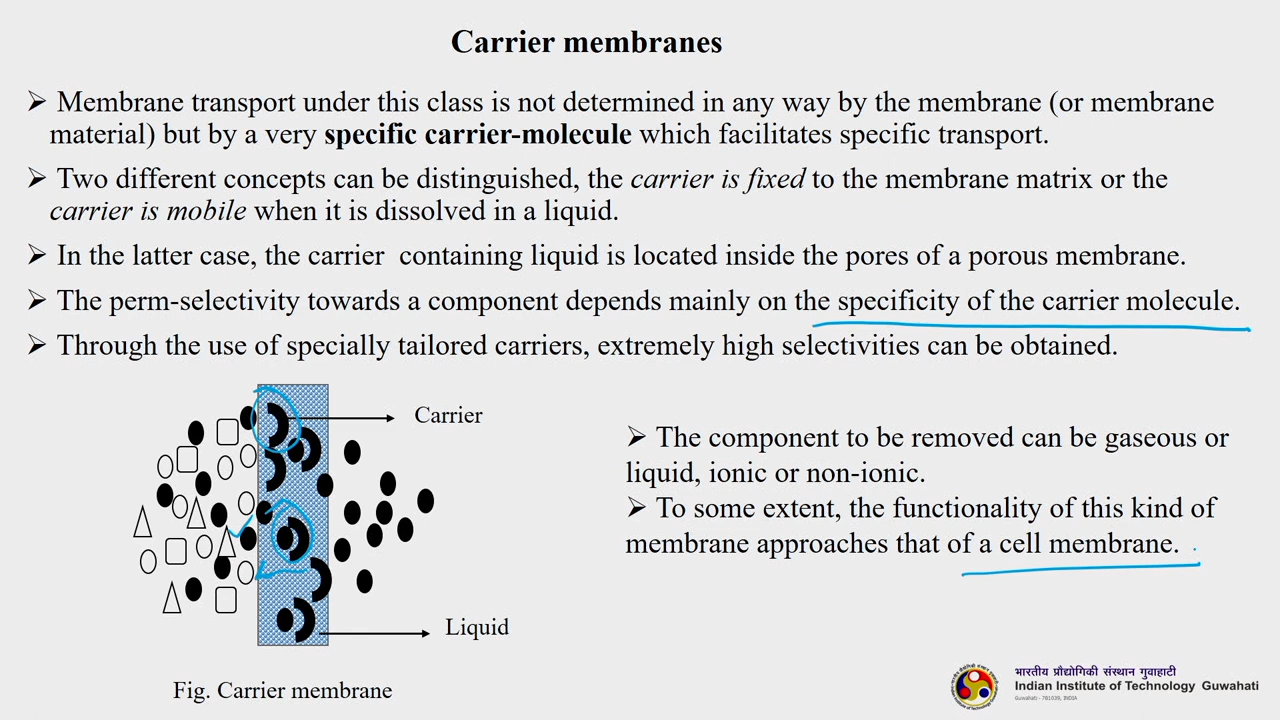 Carrier membranes
➢ Membrane transport under this class is not determined in any way by the membrane (or membrane
material) but by a very specific carrier-molecule which facilitates specific transport.
➢ Two different concepts can be distinguished, the carrier is fixed to the membrane matrix or the
carrier is mobile when it is dissolved in a liquid.
➢ In the latter case, the carrier containing liquid is located inside the pores of a porous membrane.
➢ The perm-selectivity towards a component depends mainly on the specificity of the carrier molecule.
➢ Through the use of specially tailored carriers, extremely high selectivities can be obtained.
Carrier
Liquid
Fig. Carrier membrane
➢ The component to be removed can be gaseous or
liquid, ionic or non-ionic.
➢ To some extent, the functionality of this kind of
membrane approaches that of a cell membrane.
भारतीय प्रौद्योगिकी संस्थान गुवाहाटी
Indian Institute of Technology Guwahati
Guwahati - 781039, INDIA